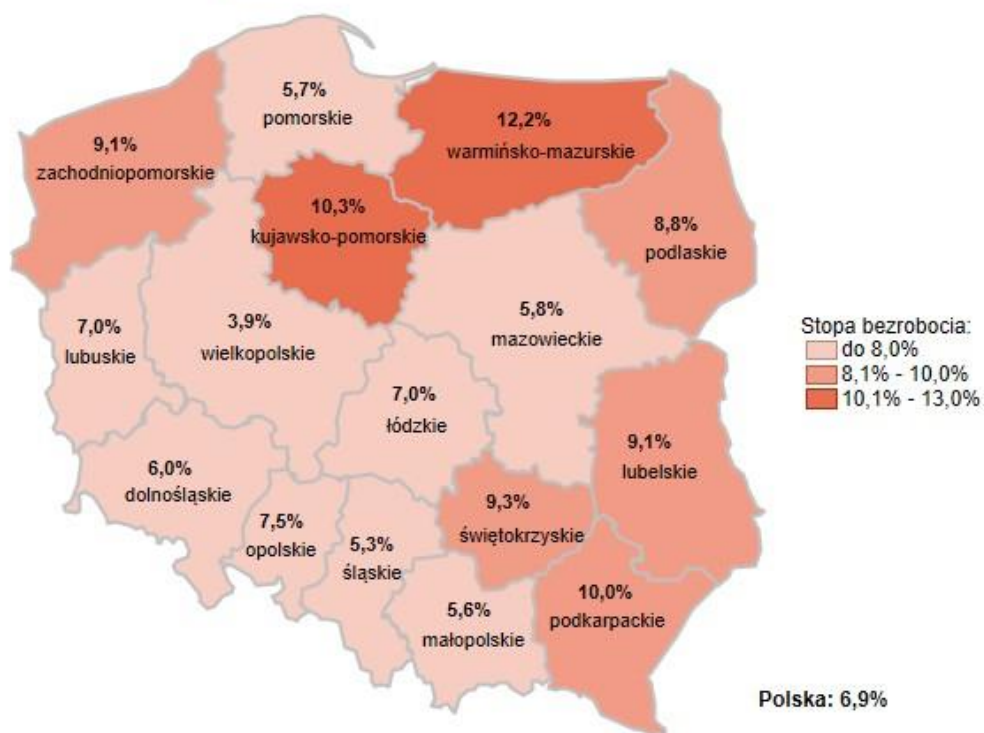 5,7%
pomorskie
12,2%
warmińsko-mazurskie
9,1%
zachodniopomorskie
10,3%
kujawsko-pomorskie
8,8%
podlaskie
7,0%
lubuskie
3,9%
wielkopolskie
5,8%
mazowieckie
Stopa bezrobocia:
do 8,0%
8,1% - 10,0%
10,1% - 13,0%
7,0%
łódzkie
9,1%
lubelskie
6,0%
dolnośląskie
7,5%
opolskie
5,3%
śląskie
9,3%
świętokrzyskie
5,6%
małopolskie
10,0%
podkarpackie
Polska: 6,9%